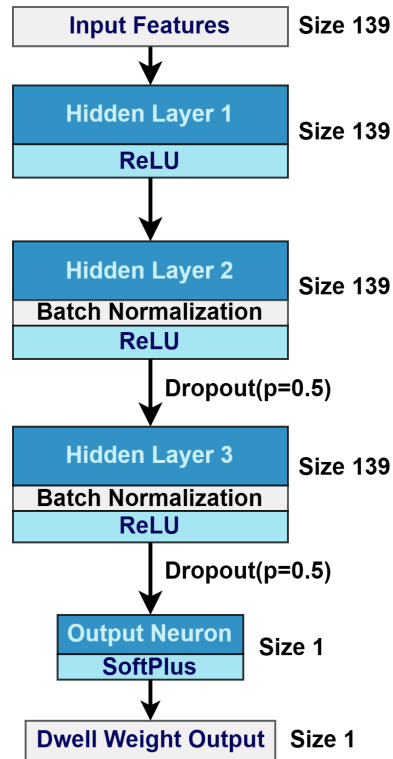 Input Features Size 139
Hidden Layer 1
Size 139
ReLU
Hidden Layer 2
Size 139
Batch Normalization
ReLU
Dropout(p=0.5)
Hidden Layer 3
Size 139
Batch Normalization
ReLU
Dropout(p=0.5)
Output Neuron
Size 1
SoftPlus
Dwell Weight Output Size 1